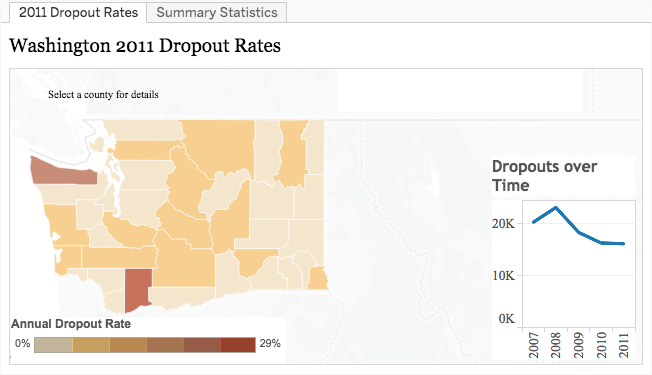 2011 Dropout Rates
Summary Statistics
Washington 2011 Dropout Rates
Select a county for details
Dropouts over
Time
20K
10K
0K
2007
2008
2009
2010
2011
Annual Dropout Rate
0%
29%